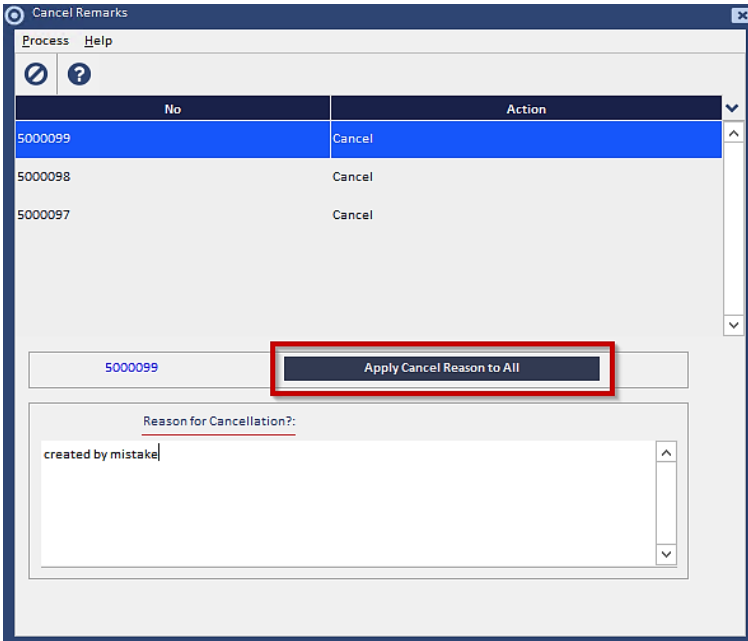 Cancel Remarks
Process Help
No Action
5000099 Cancel
5000098 Cancel
5000097 Cancel
5000099 Apply Cancel Reason to All
Reason for Cancellation?:
created by mistake